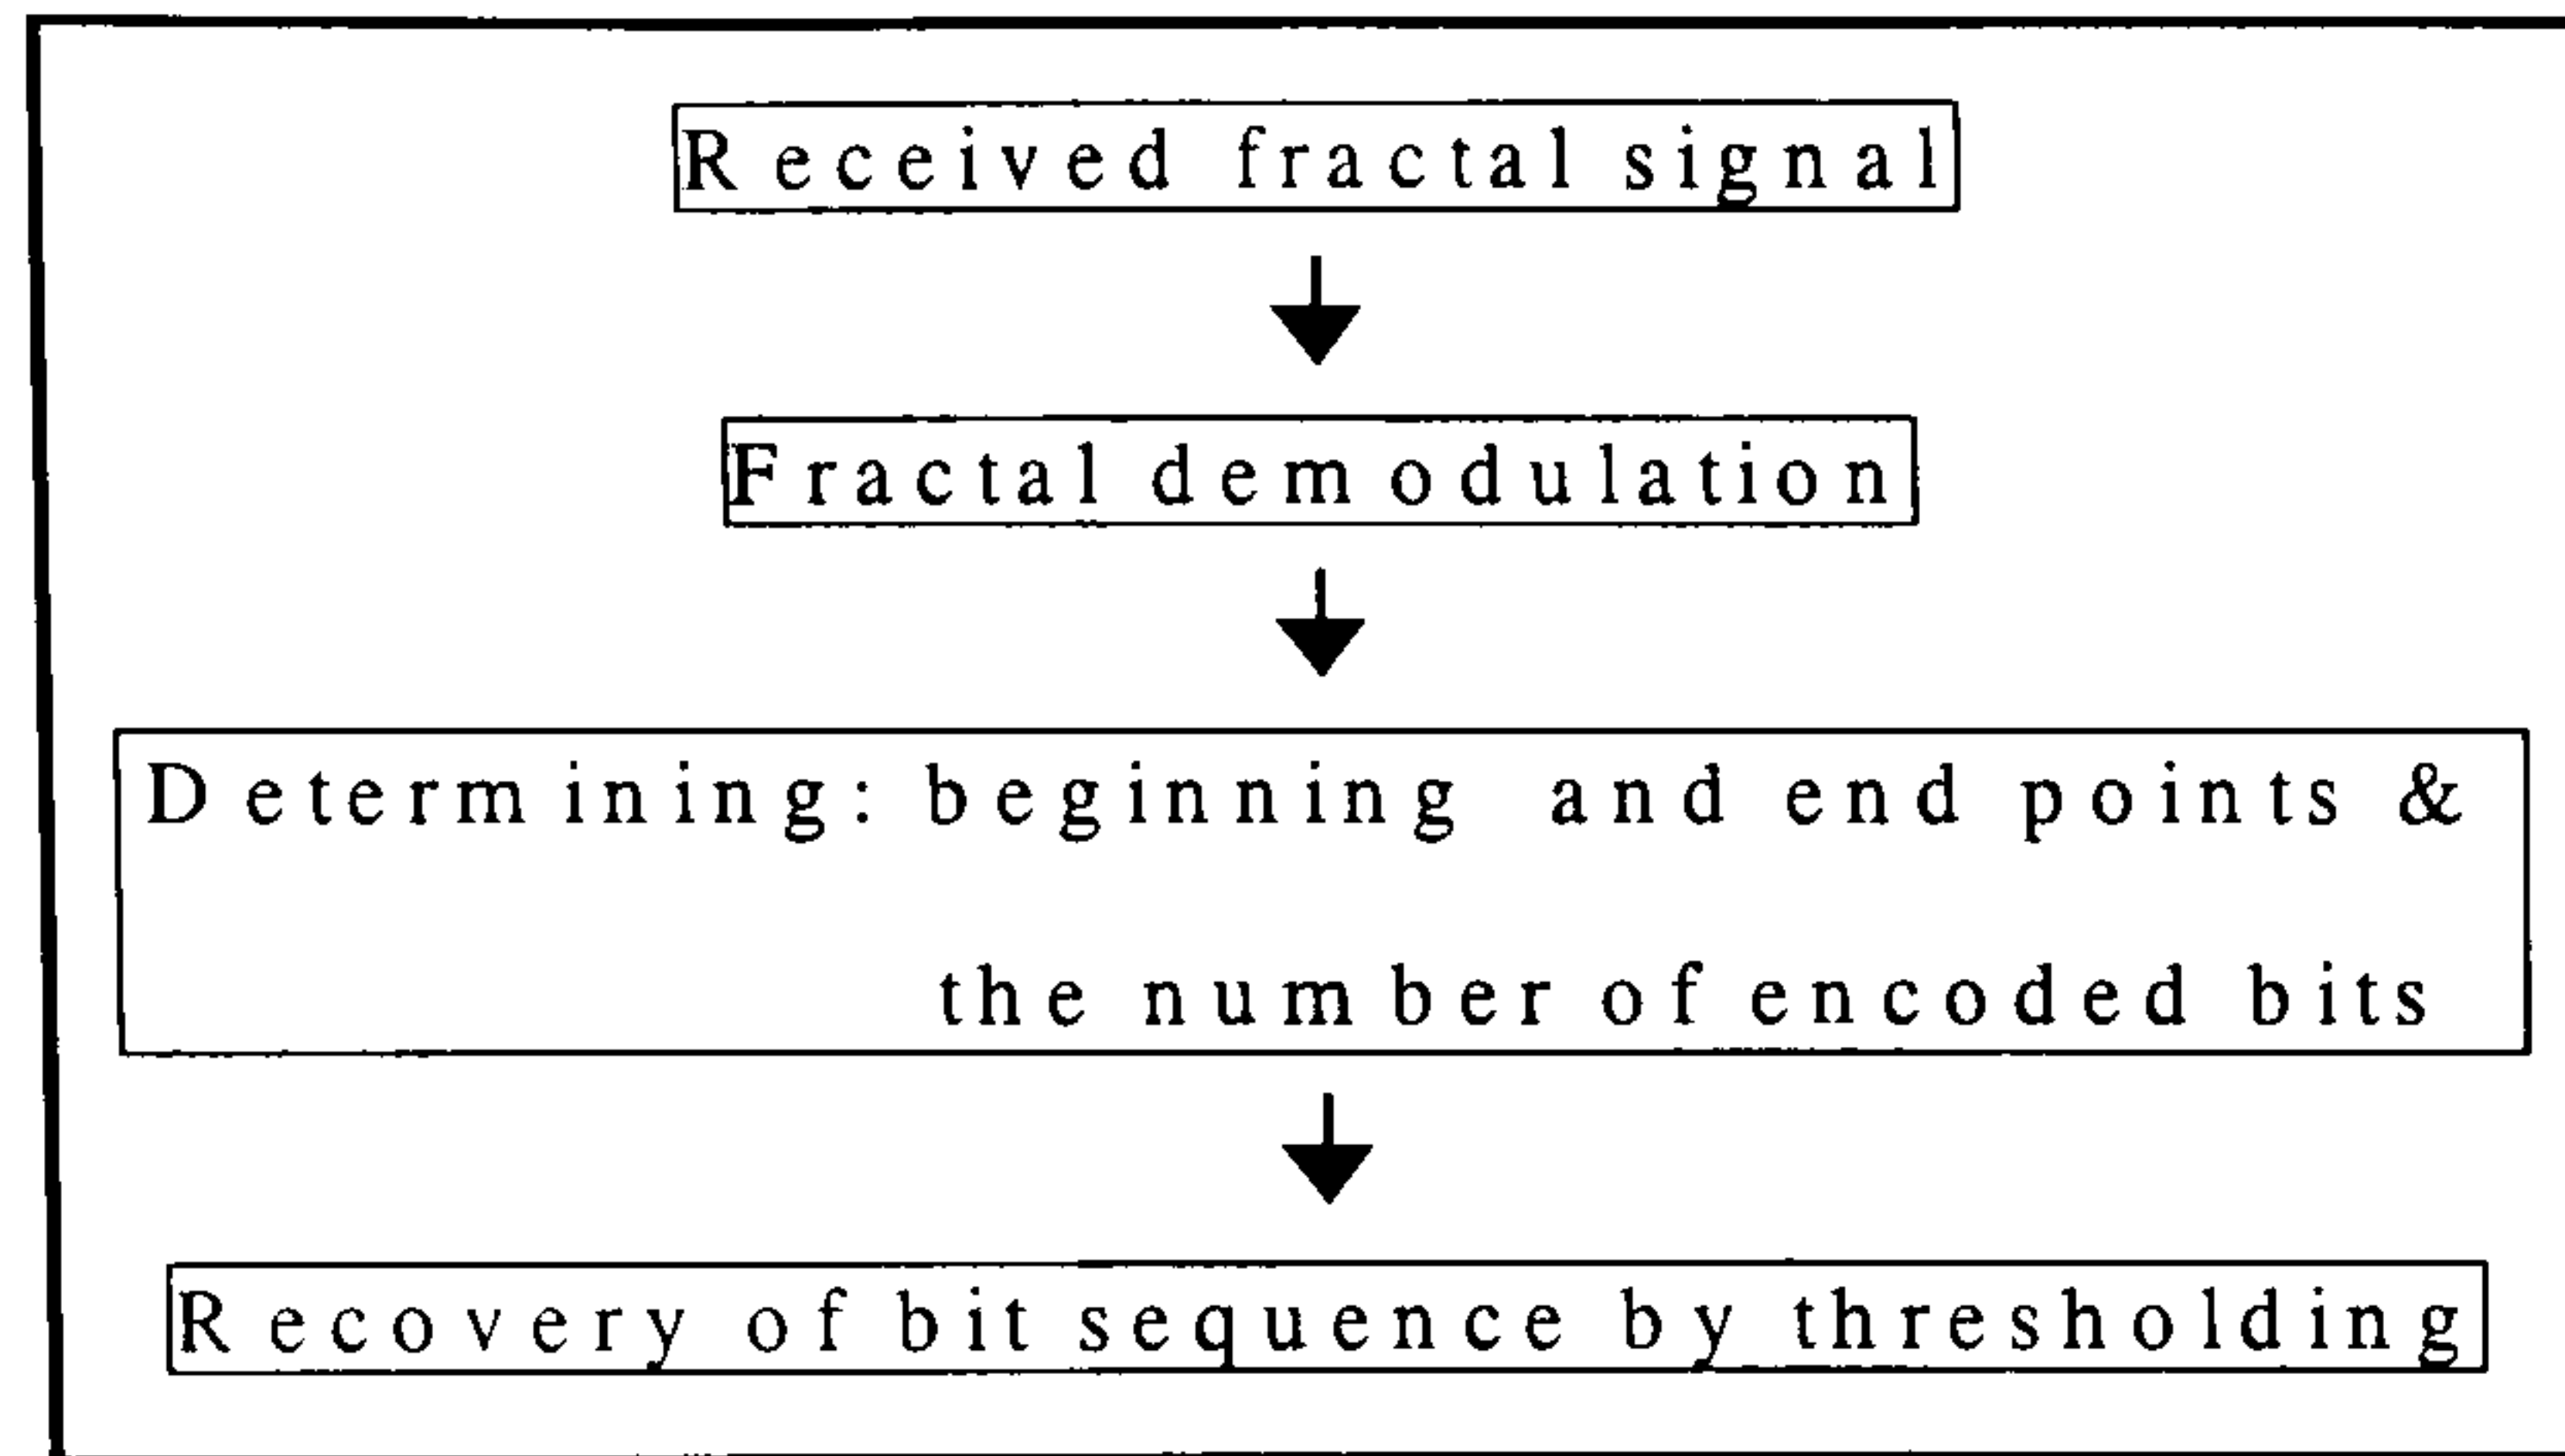 Received fractal signal
Fractal demodulation
Determining: beginning and end points &
the number of encoded bits
Recovery of bit sequence by thresholding